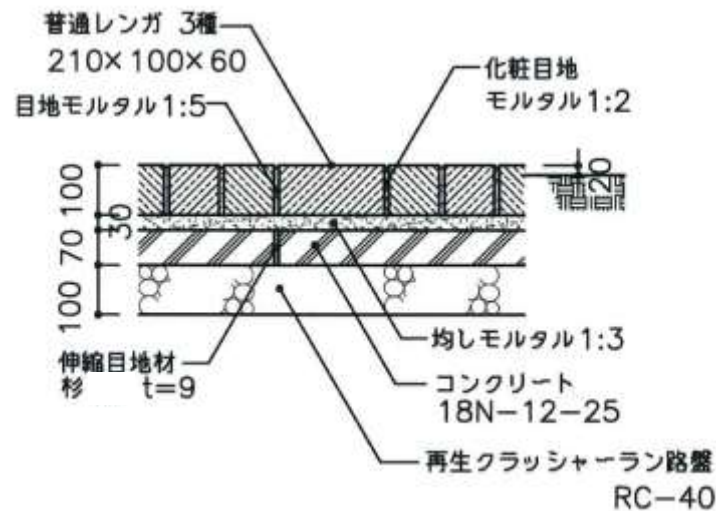 普通レンガ 3種
210×100×60
目地モルタル1:5
化粧目地
モルタル1:2
20
100
30
70
100
伸縮目地材
杉 t=9
均しモルタル1:3
コンクリート
18N-12-25
再生クラッシャーラン路盤
RC-40